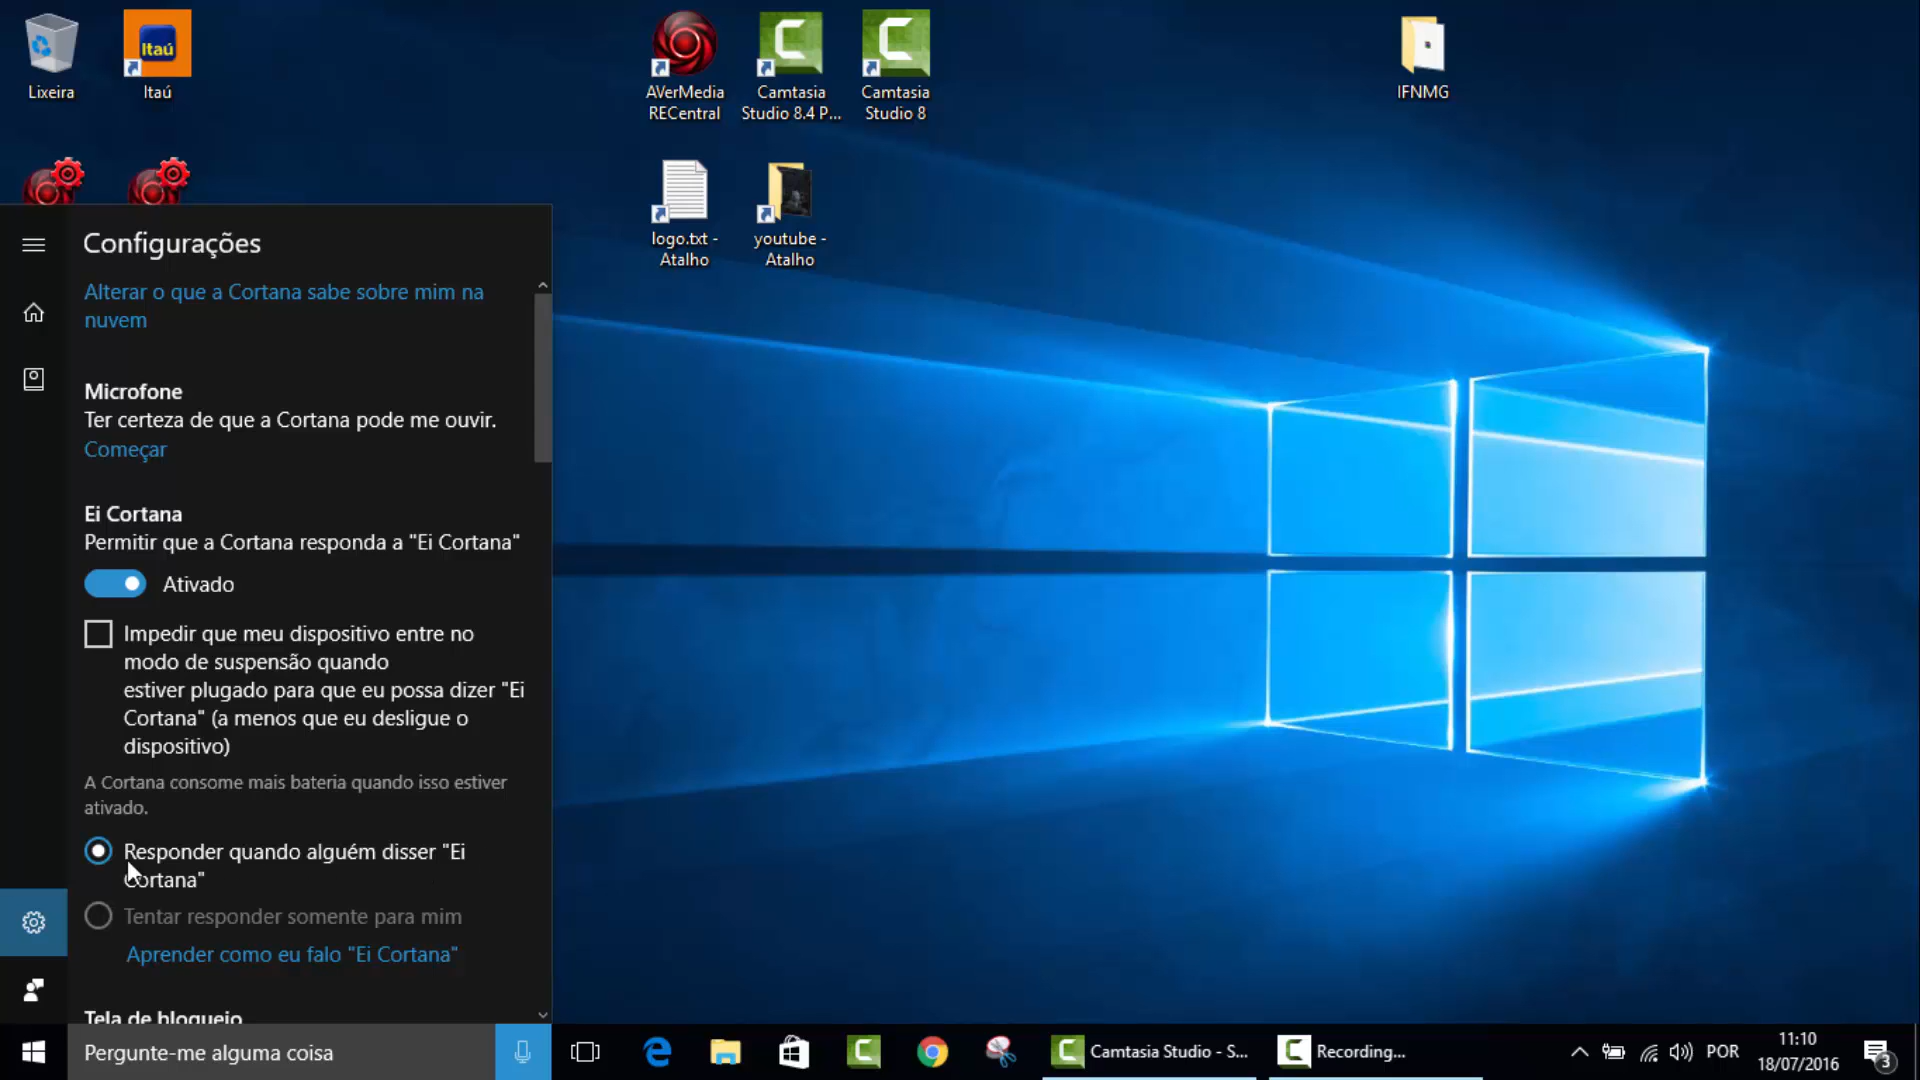 Itaú
Lixeira
Itaú
AVerMedia
RECentral
Camtasia
Studio 8.4 P...
Camtasia
Studio 8
IFNMG
logo.txt -
Atalho
youtube -
Atalho
Configurações
Alterar o que a Cortana sabe sobre mim na
nuvem
Microfone
Ter certeza de que a Cortana pode me ouvir.
Começar
Ei Cortana
Permitir que a Cortana responda a "Ei Cortana"
Ativado
Impedir que meu dispositivo entre no
modo de suspensão quando
estiver plugado para que eu possa dizer "Ei
Cortana" (a menos que eu desligue o
dispositivo)
A Cortana consome mais bateria quando isso estiver
ativado.
Responder quando alguém disser "Ei
Cortana"
Tentar responder somente para mim
Aprender como eu falo "Ei Cortana"
Tela de bloqueio
Pergunte-me alguma coisa
Camtasia Studio - S...
Recording...
POR
11:10
18/07/2016
3